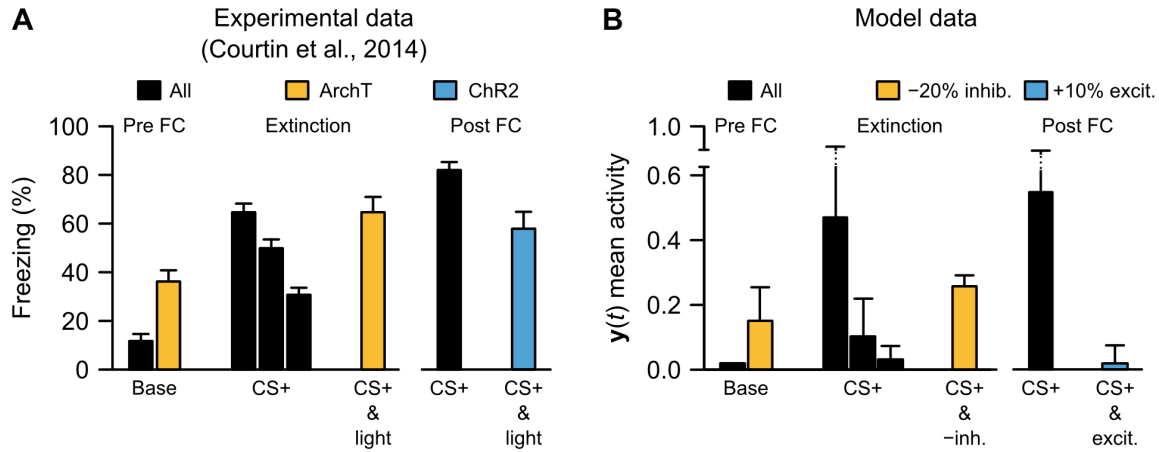 A
Experimental data
(Courtin et al., 2014)
All
ArchT
ChR2
Pre FC
Extinction
Post FC
Freezing (%)
100
80
60
40
20
0
Base
CS+
CS+
&
light
CS+
CS+
&
light
B
Model data
All
−20% inhib.
+10% excit.
Pre FC
Extinction
Post FC
y(t) mean activity
1.0
0.6
0.4
0.2
0.0
Base
CS+
CS+
&
−inh.
CS+
CS+
&
excit.